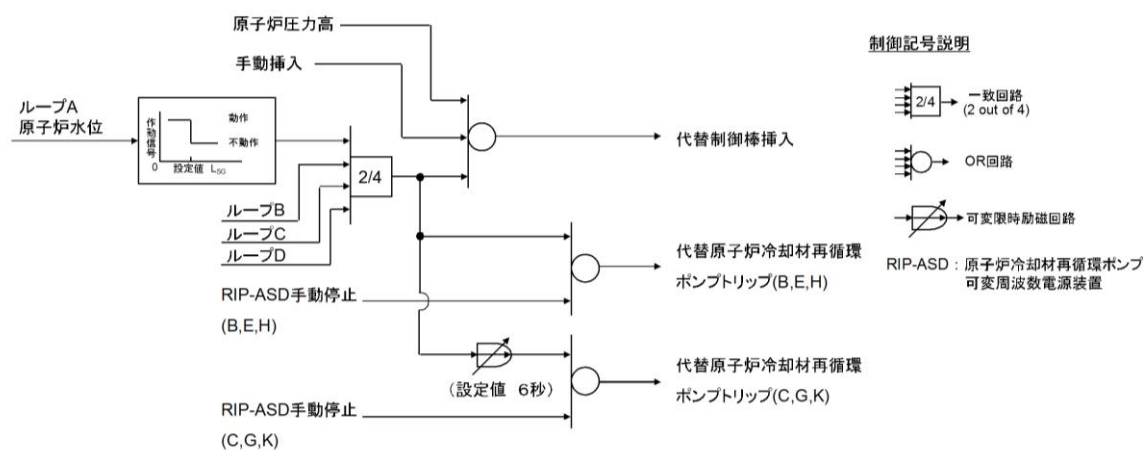 原子炉圧力高
手動挿入
ループA
原子炉水位
作動信号
動作
不動作
0
設定値 L50
2/4
ループB
ループC
ループD
RIP-ASD手動停止
(B,E,H)
(設定値 6秒)
RIP-ASD手動停止
(C,G,K)
代替制御棒挿入
代替原子炉冷却材再循環
ポンプトリップ(B,E,H)
代替原子炉冷却材再循環
ポンプトリップ(C,G,K)
制御記号説明
2/4
一致回路
(2 out of 4)
OR回路
可変限時励磁回路
RIP-ASD : 原子炉冷却材再循環ポンプ
可変周波数電源装置